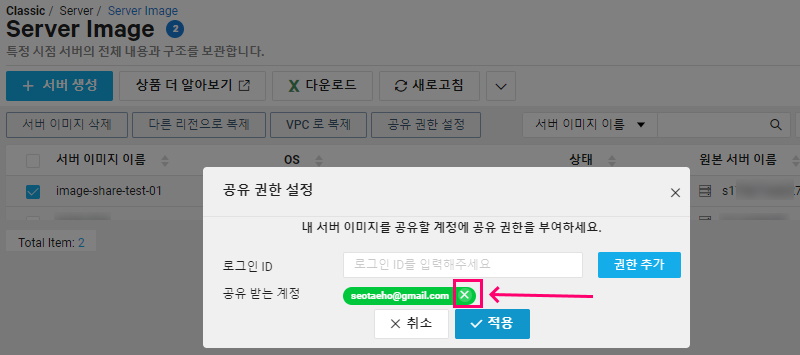 Classic / Server / Server Image
Server Image 2
특정 시점 서버의 전체 내용과 구조를 보관합니다.
+ 서버 생성 상품 더 알아보기 다운로드 새로고침
서버 이미지 삭제 다른 리전으로 복제 VPC 로 복제 공유 권한 설정 서버 이미지 이름
서버 이미지 이름 OS 상태 원본 서버 이름
image-share-test-01
Total Item: 2
공유 권한 설정
내 서버 이미지를 공유할 계정에 공유 권한을 부여하세요.
로그인 ID 로그인 ID를 입력해주세요 권한 추가
공유 받는 계정 seotaeho@gmail.com
취소 적용